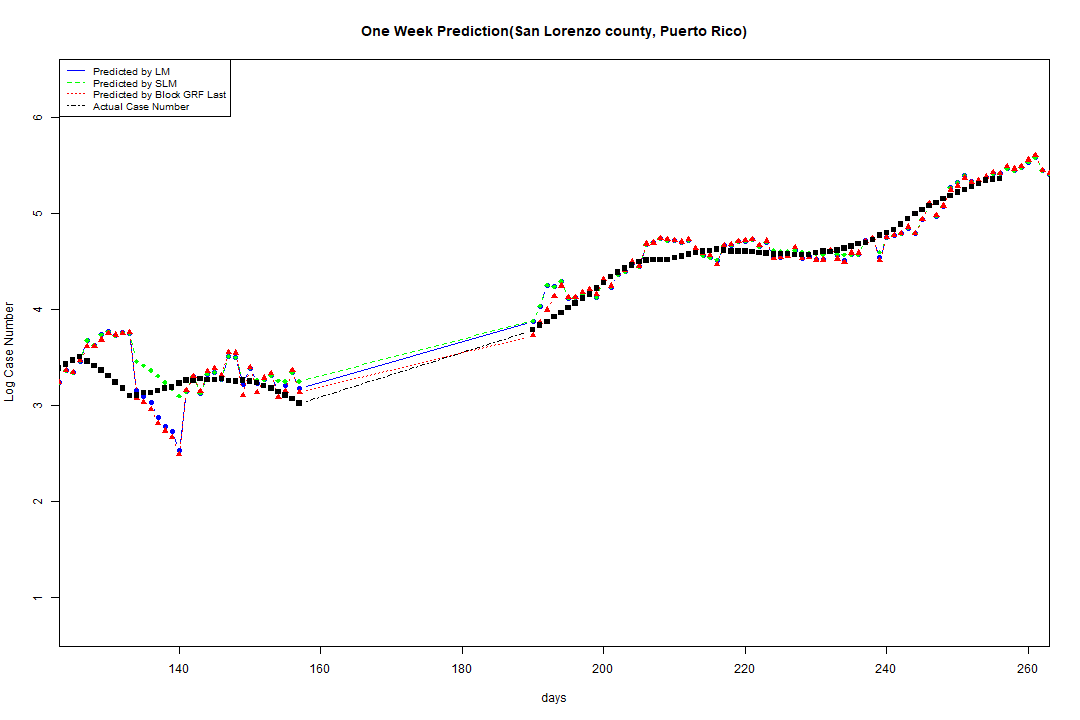 One Week Prediction(San Lorenzo county, Puerto Rico)
Predicted by LM
Predicted by SLM
Predicted by Block GRF Last
Actual Case Number
Log Case Number
6
5
4
3
2
1
140 160 180 200 220 240 260
days